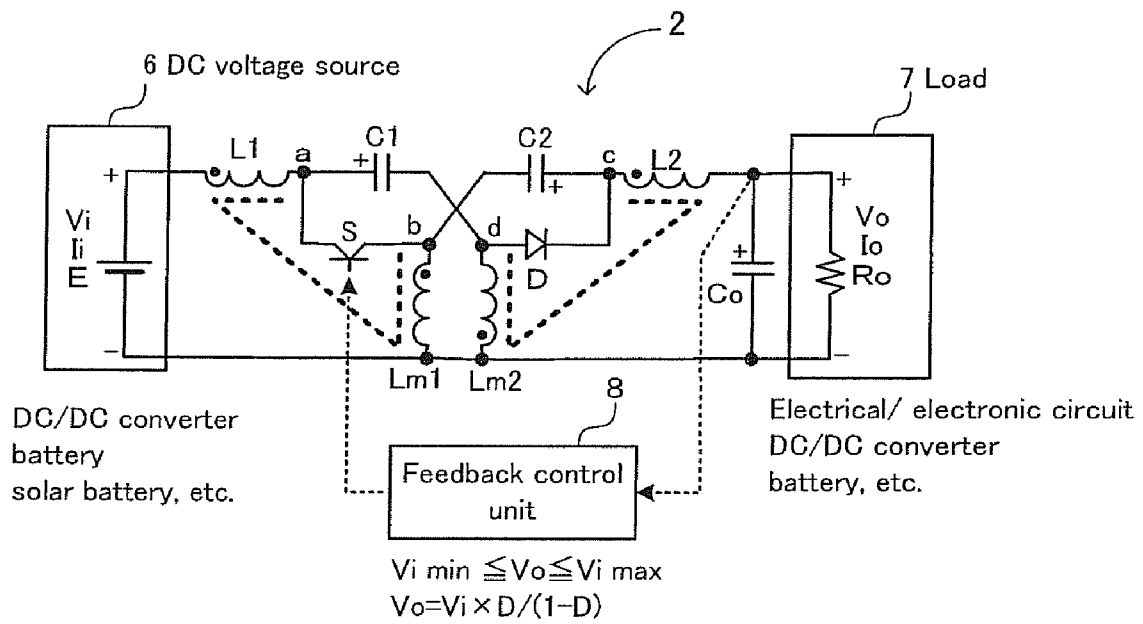 2
6 DC voltage source
7 Load
L1
a
C1
+
C2
+
c
L2
+
Vi
Ii
E
−
S
b
d
D
+
Co
+
Vo
Io
Ro
−
Lm1
Lm2
8
DC/DC converter
battery
solar battery, etc.
Feedback control
unit
Electrical/ electronic circuit
DC/DC converter
battery, etc.
Vi min ≦Vo≦Vi max
Vo=Vi×D/(1-D)